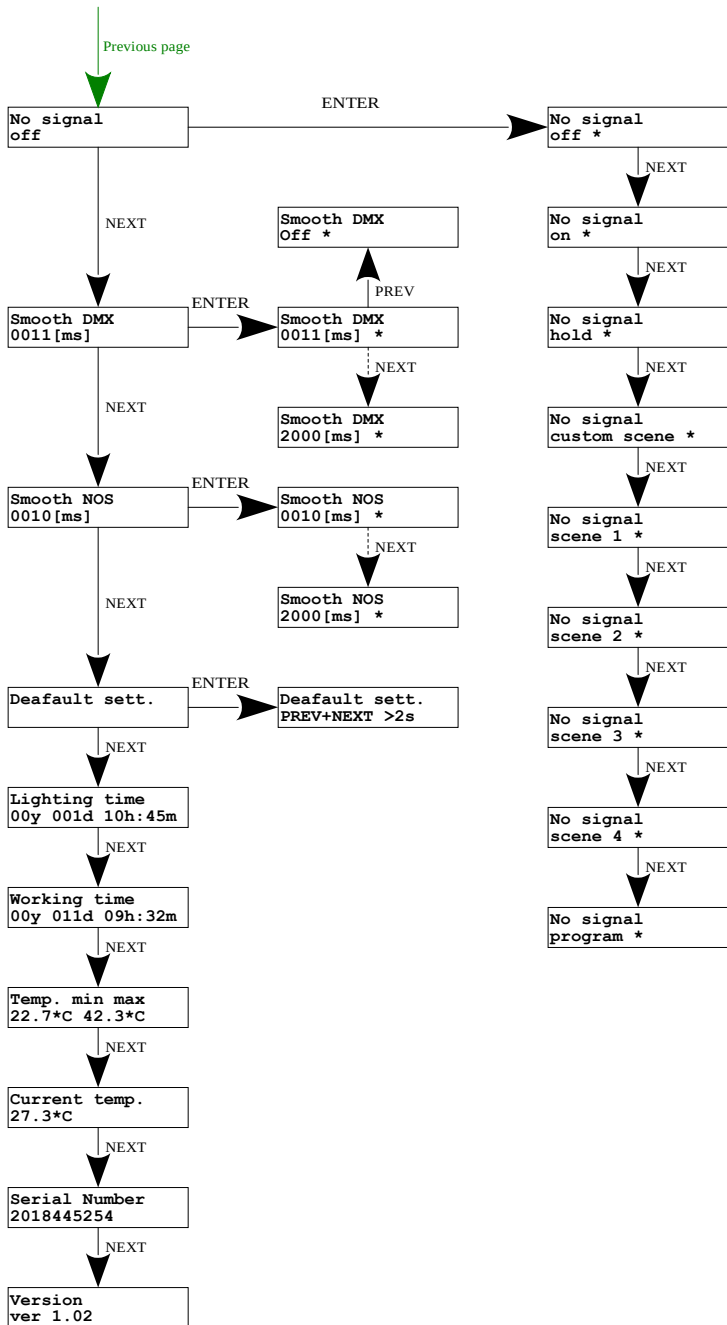 Previous page
No signal
off
ENTER
No signal
off *
NEXT
NEXT
Smooth DMX
Off *
No signal
on *
PREV
NEXT
Smooth DMX
0011[ms]
ENTER
Smooth DMX
0011[ms] *
No signal
hold *
NEXT
NEXT
NEXT
Smooth DMX
2000[ms] *
No signal
custom scene *
NEXT
Smooth NOS
0010[ms]
ENTER
Smooth NOS
0010[ms] *
No signal
scene 1 *
NEXT
NEXT
NEXT
Smooth NOS
2000[ms] *
No signal
scene 2 *
NEXT
Deafault sett.
ENTER
Deafault sett.
PREV+NEXT >2s
No signal
scene 3 *
NEXT
NEXT
Lighting time
00y 001d 10h:45m
No signal
scene 4 *
NEXT
NEXT
Working time
00y 011d 09h:32m
No signal
program *
NEXT
Temp. min max
22.7*C 42.3*C
NEXT
Current temp.
27.3*C
NEXT
Serial Number
2018445254
NEXT
Version
ver 1.02